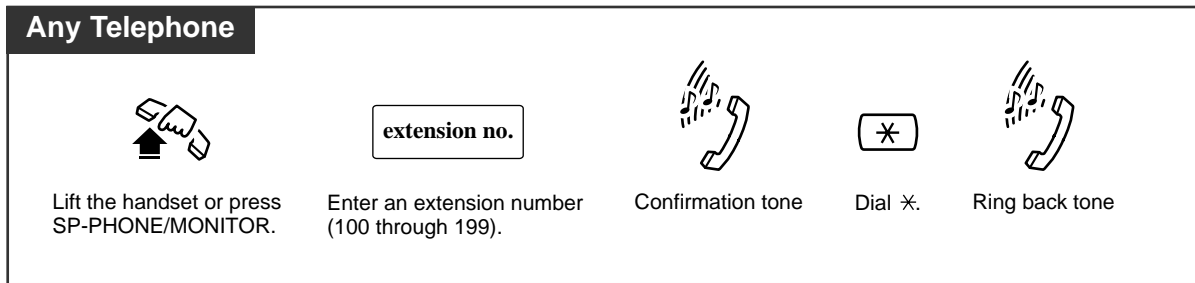 Any Telephone
extension no.
✳
Lift the handset or press
SP-PHONE/MONITOR.
Enter an extension number
(100 through 199).
Confirmation tone
Dial ✳.
Ring back tone